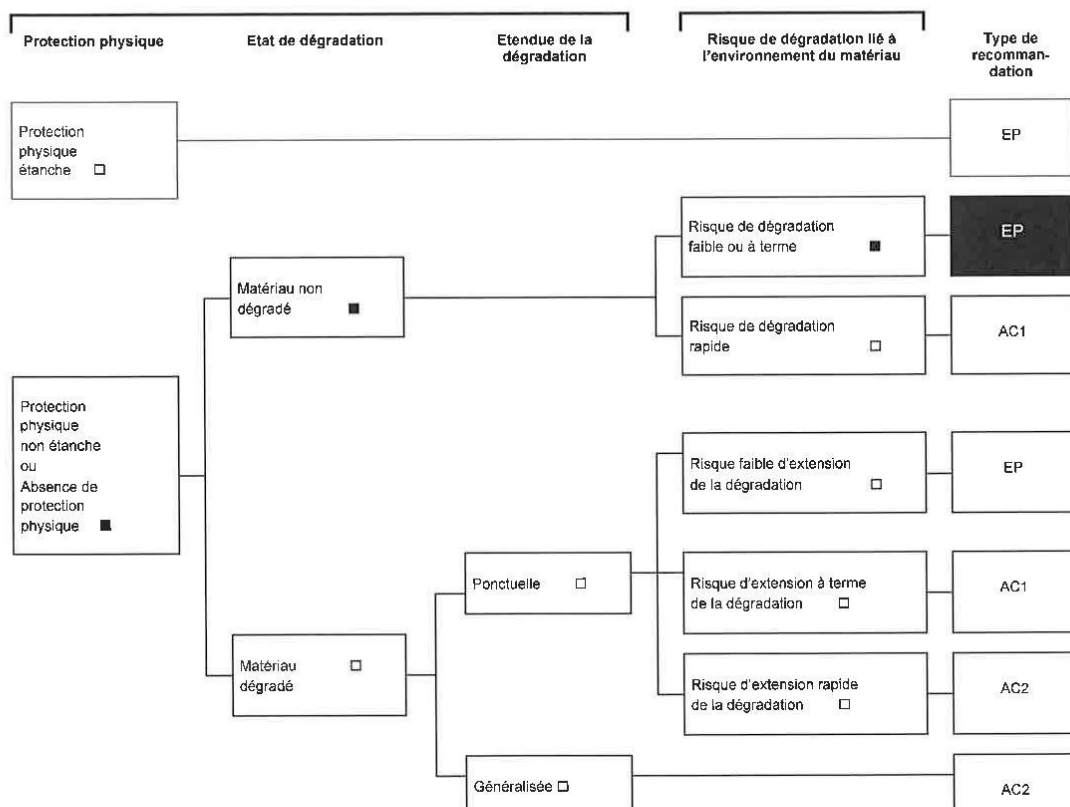 Protection physique
Etat de dégradation
Etendue de la
dégradation
Risque de dégradation lié à
l'environnement du matériau
Type de
recomman-
dation
Protection
physique
étanche
EP
Risque de dégradation
faible ou à terme
EP
Matériau non
dégradé
Risque de dégradation
rapide
AC1
Protection
physique
non étanche
ou
Absence de
protection
physique
Risque faible d'extension
de la dégradation
EP
Ponctuelle
Risque d'extension à terme
de la dégradation
AC1
Matériau
dégradé
Risque d'extension rapide
de la dégradation
AC2
Généralisée
AC2